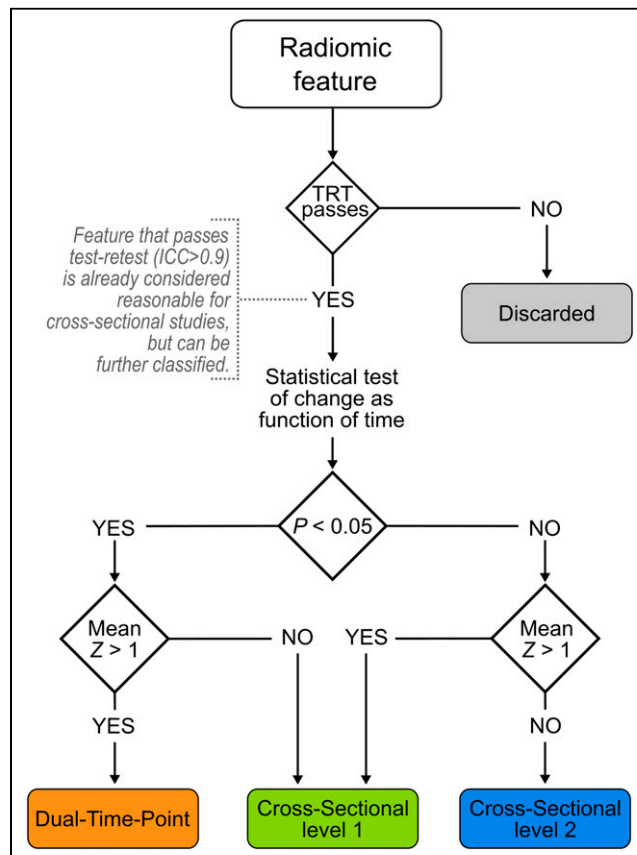 Radiomic
feature
TRT
passes
NO
Feature that passes
test-retest (ICC>0.9)
is already considered
reasonable for
cross-sectional studies,
but can be
further classified.
YES
Discarded
Statistical test
of change as
function of time
YES
P < 0.05
NO
Mean
Z > 1
NO
YES
Mean
Z > 1
YES
NO
Dual-Time-Point
Cross-Sectional
level 1
Cross-Sectional
level 2